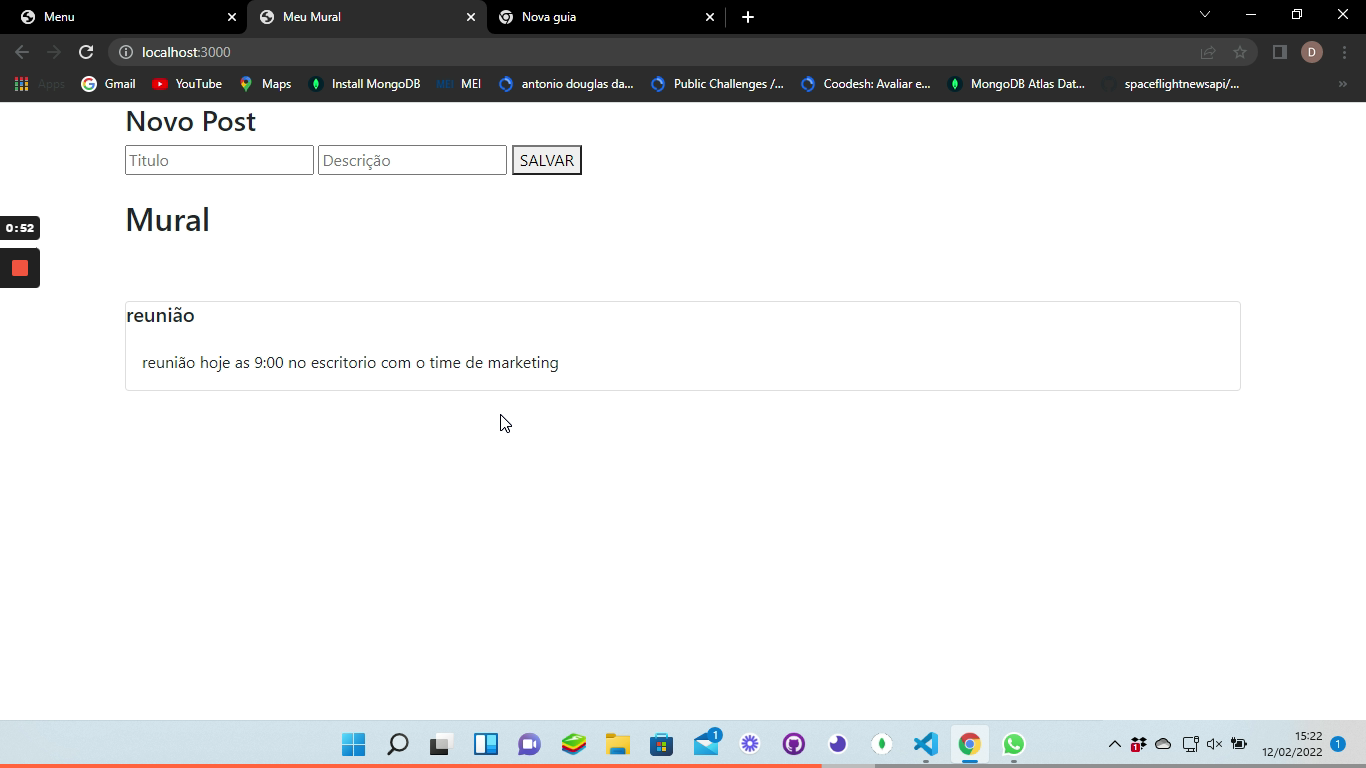 Menu
Meu Mural
Nova guia
localhost:3000
D
Apps
Gmail
YouTube
Maps
Install MongoDB
MEI MEI
antonio douglas da...
Public Challenges /...
Coodesh: Avaliar e...
MongoDB Atlas Dat...
spaceflightnewsapi/...
Novo Post
Titulo
Descrição
SALVAR
0:52
Mural
reunião
reunião hoje as 9:00 no escritorio com o time de marketing
1
1
15:22
12/02/2022
1